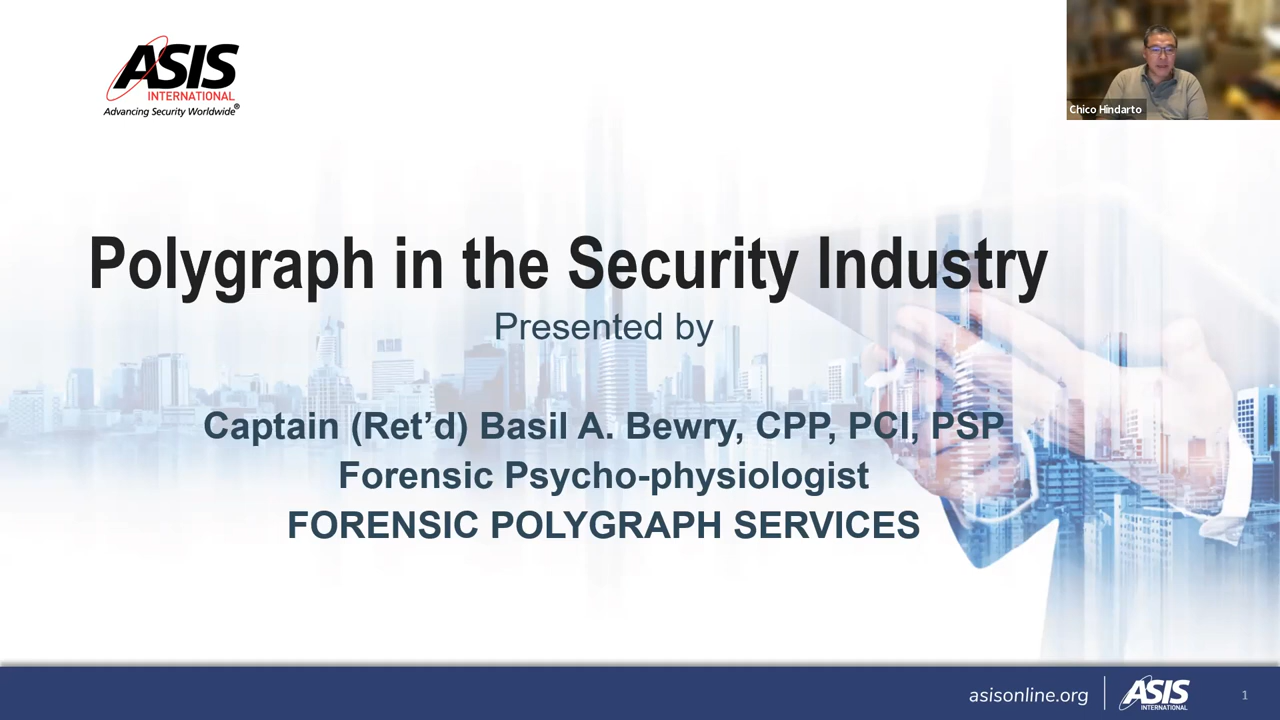 ASIS
INTERNATIONAL
Advancing Security Worldwide®
Chico Hindarto
Polygraph in the Security Industry
Presented by
Captain (Ret’d) Basil A. Bewry, CPP, PCI, PSP
Forensic Psycho-physiologist
FORENSIC POLYGRAPH SERVICES
asisonline.org
ASIS
INTERNATIONAL
1